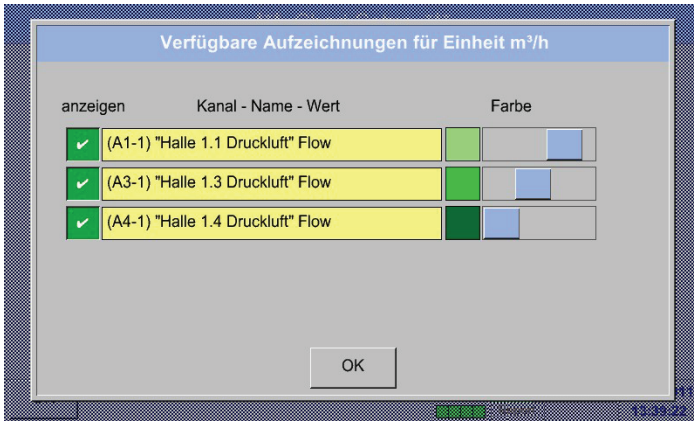 Verfügbare Aufzeichnungen für Einheit m³/h
anzeigen Kanal - Name - Wert Farbe
(A1-1) "Halle 1.1 Druckluft" Flow
(A3-1) "Halle 1.3 Druckluft" Flow
(A4-1) "Halle 1.4 Druckluft" Flow
OK
13:39:22